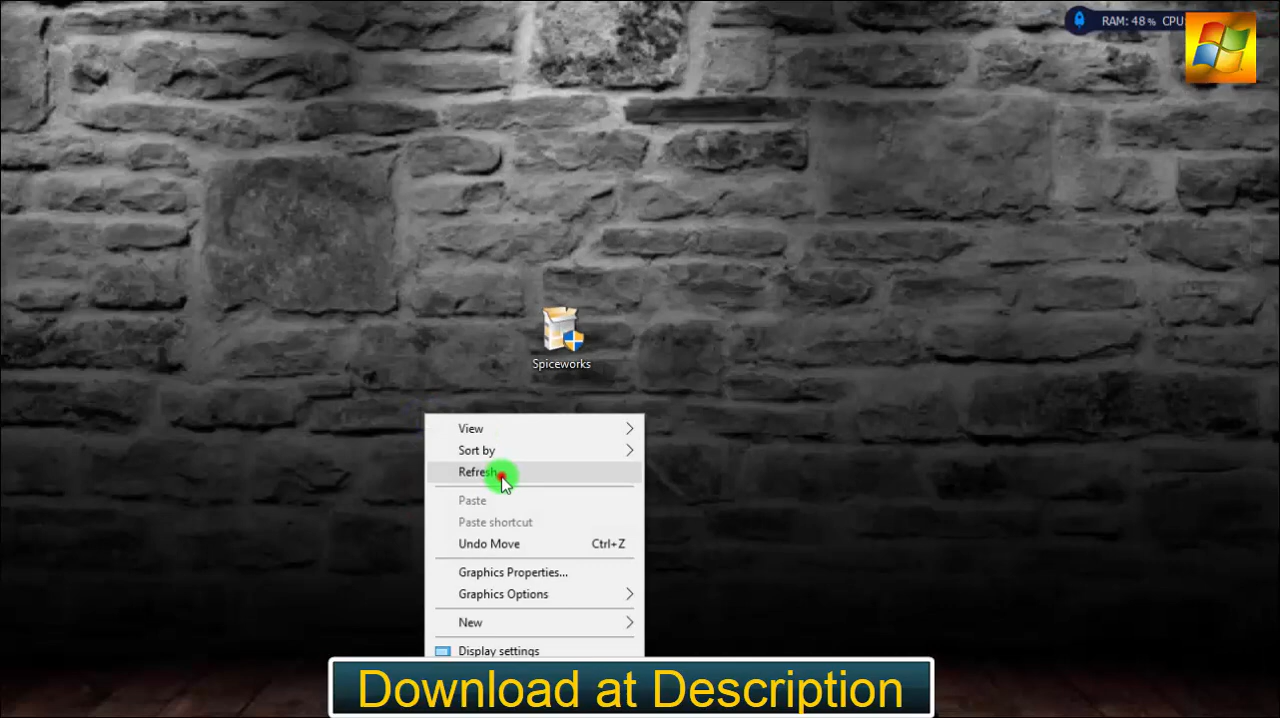 RAM: 48 % CPU:
Spiceworks
View
Sort by
Refresh
Paste
Paste shortcut
Undo Move Ctrl+Z
Graphics Properties...
Graphics Options
New
Display settings
Download at Description